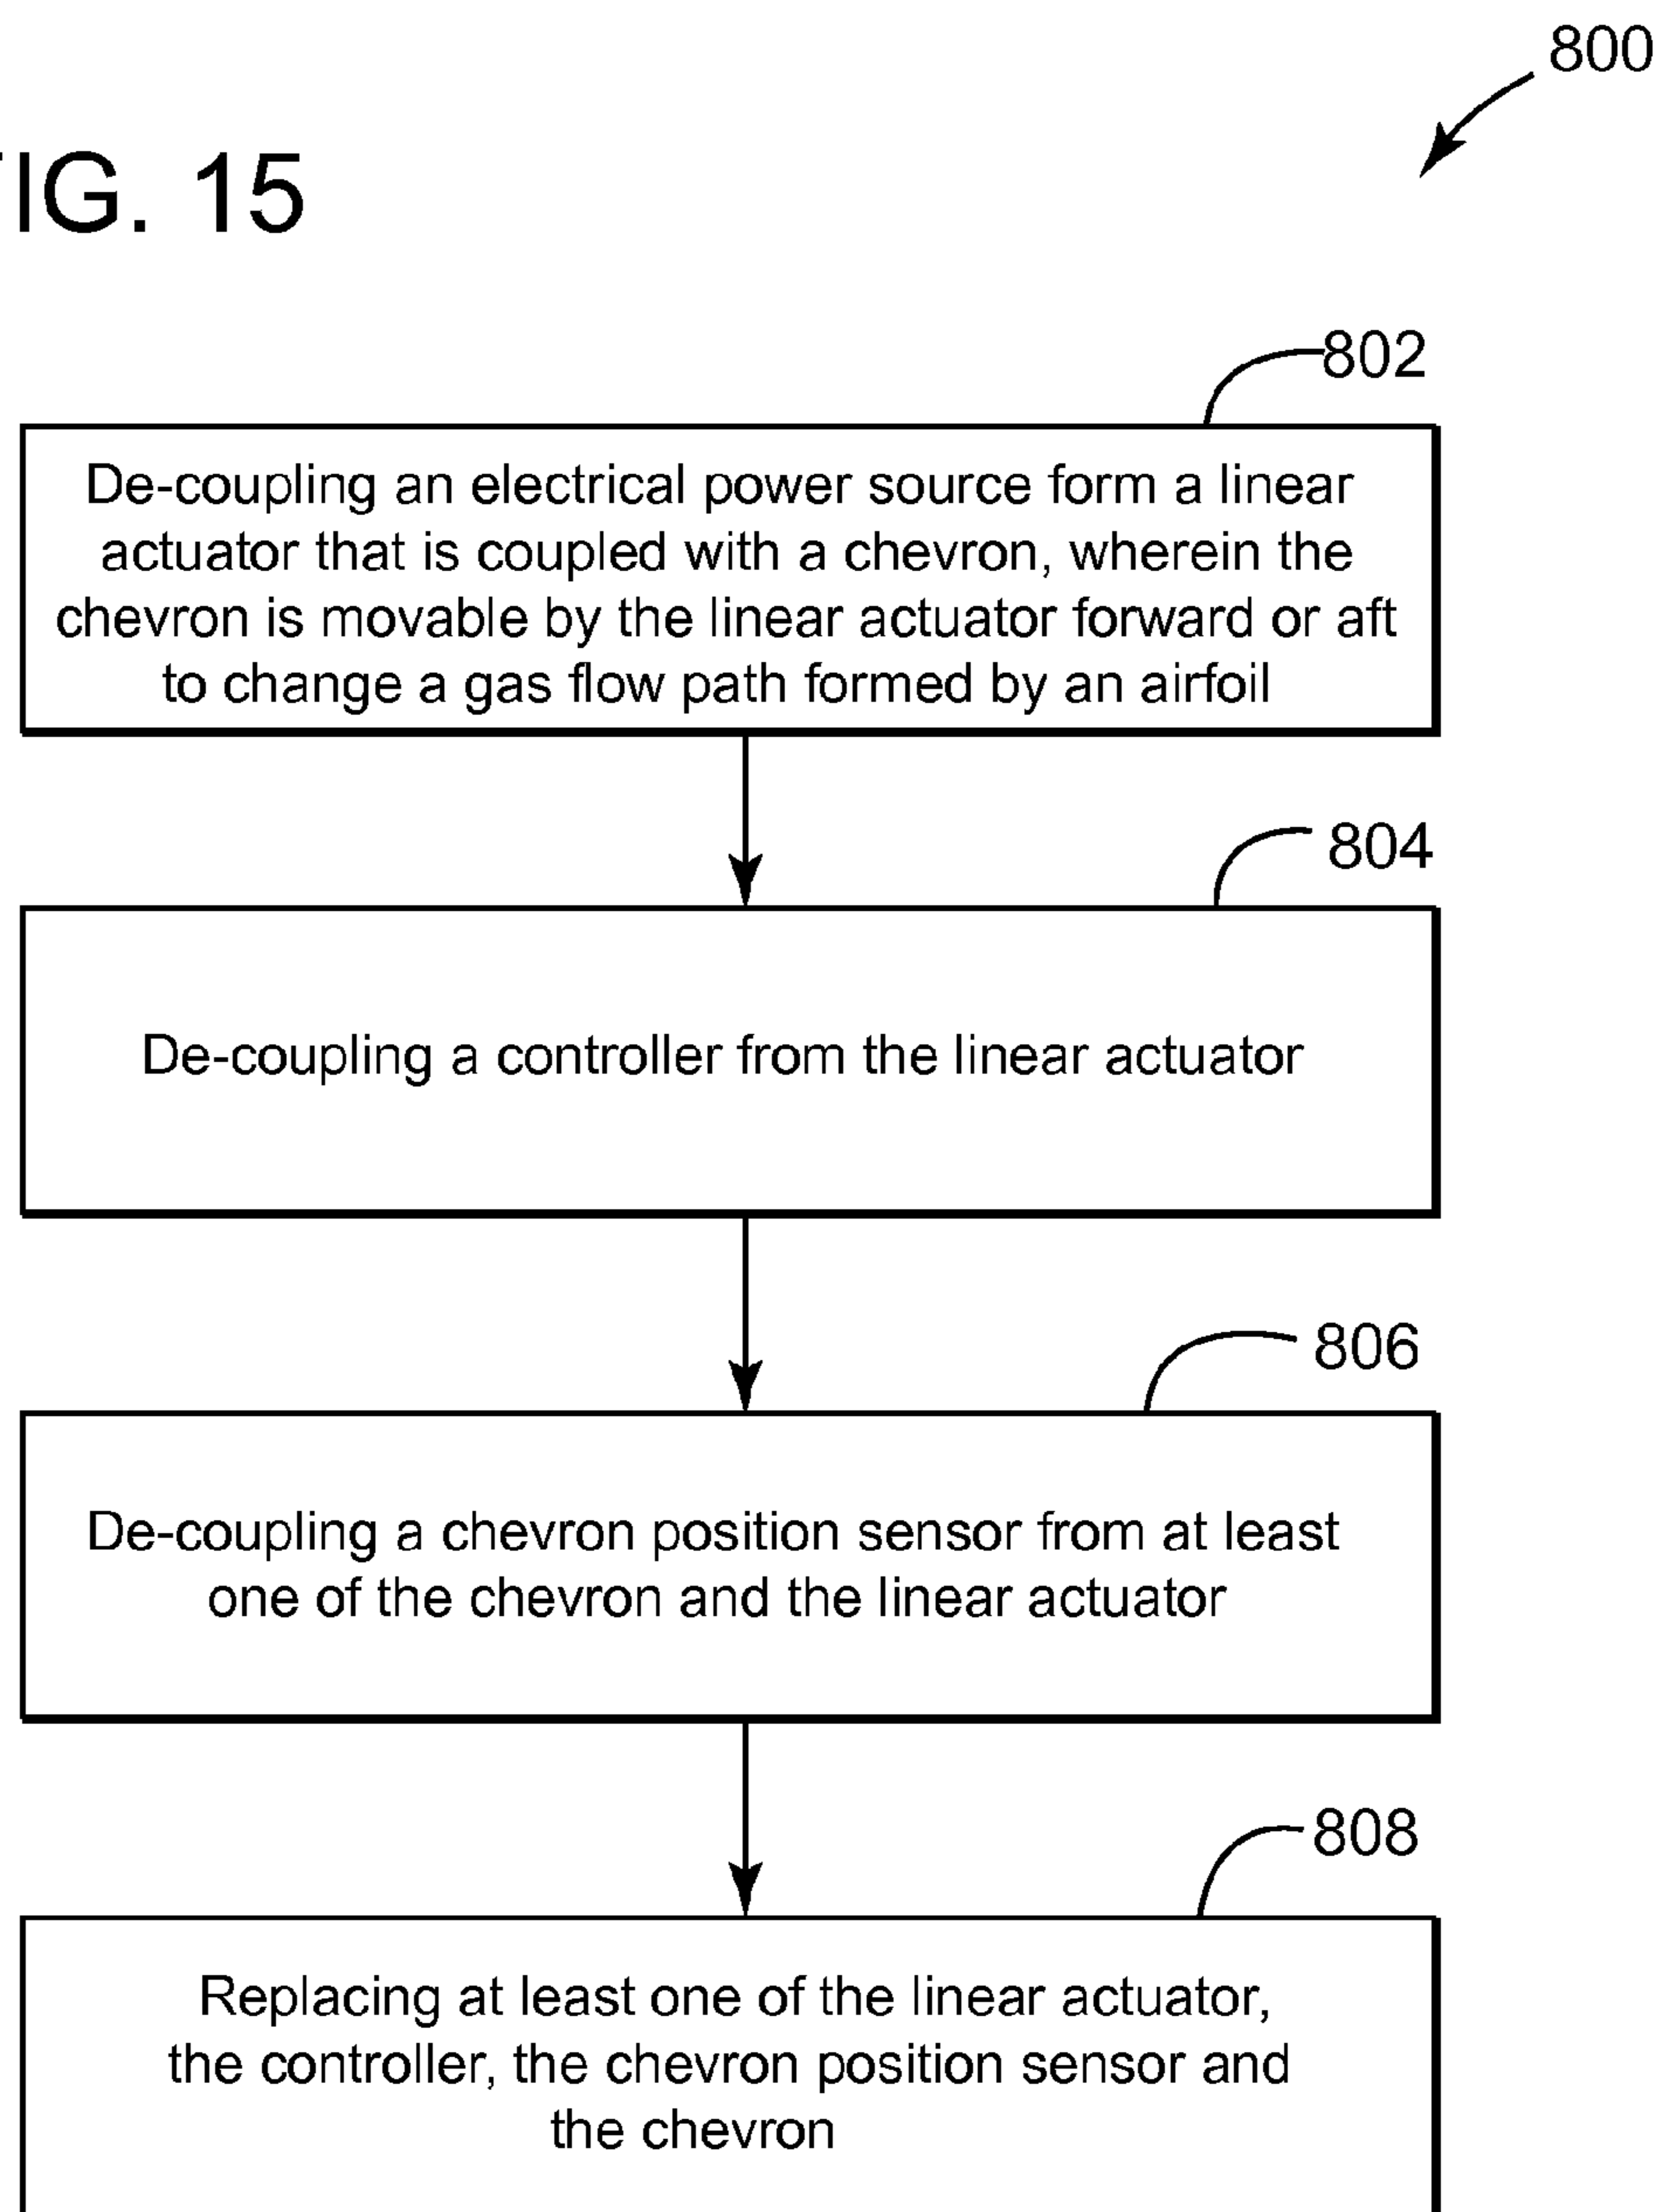 800
FIG. 15
802
De-coupling an electrical power source form a linear
actuator that is coupled with a chevron, wherein the
chevron is movable by the linear actuator forward or aft
to change a gas flow path formed by an airfoil
804
De-coupling a controller from the linear actuator
806
De-coupling a chevron position sensor from at least
one of the chevron and the linear actuator
808
Replacing at least one of the linear actuator,
the controller, the chevron position sensor and
the chevron